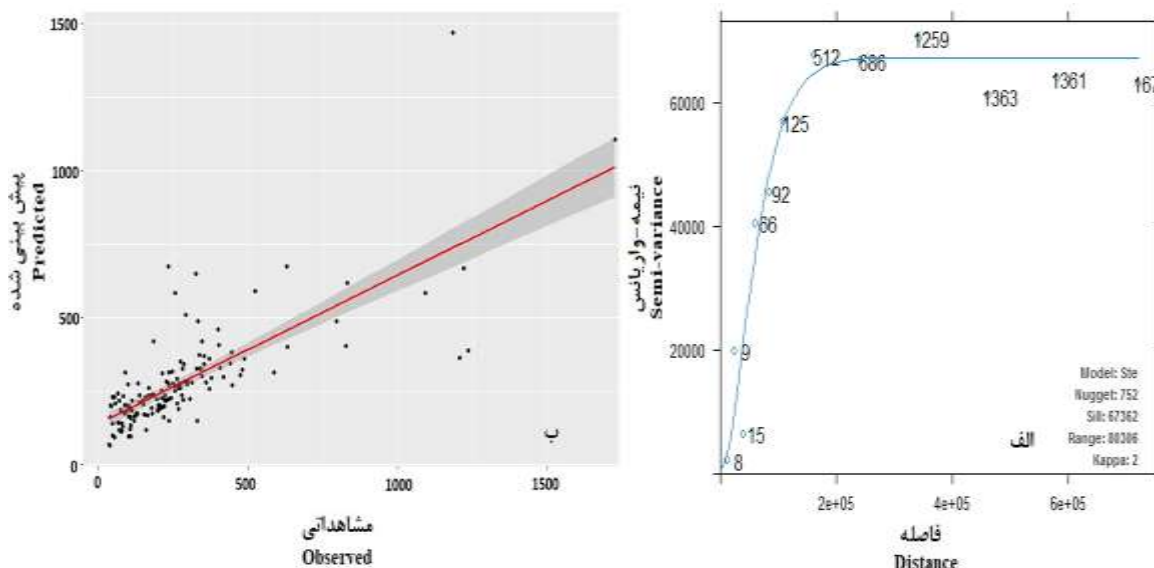 1500
1000
500
0
0
500
1000
1500
پیش بینی شده
Predicted
مشاهداتی
Observed
ب
60000
40000
20000
نیمه-واریانس
Semi-variance
1259
512
686
1361
1363
167
125
92
66
9
15
8
Model: Ste
Nugget: 752
Sill: 67362
Range: 80306
Kappa: 2
الف
2e+05
4e+05
6e+05
فاصله
Distance